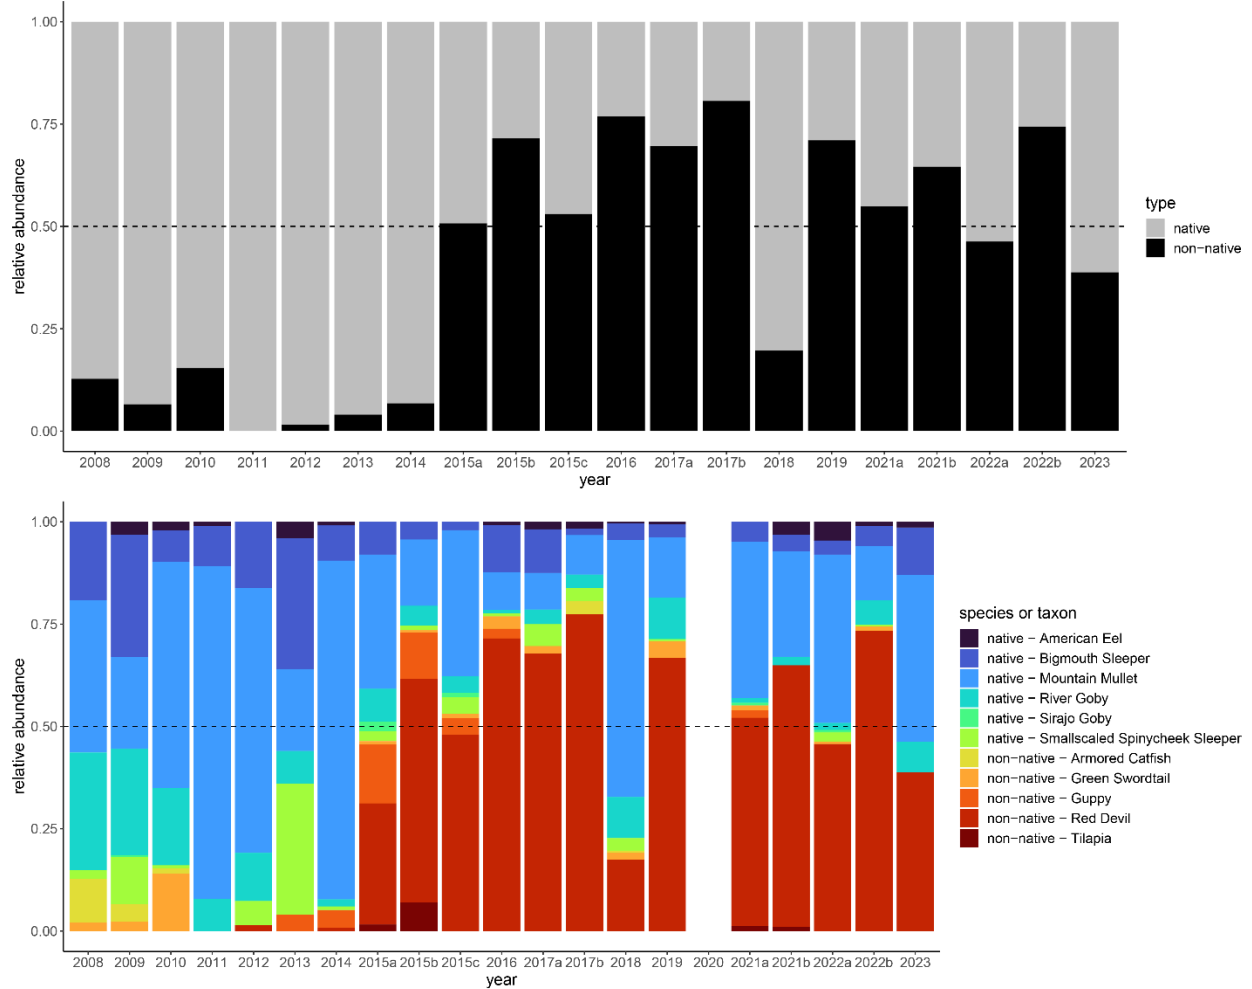 1.00
0.75
0.50
0.25
0.00
relative abundance
2008 2009 2010 2011 2012 2013 2014 2015a 2015b 2015c 2016 2017a 2017b 2018 2019 2021a 2021b 2022a 2022b 2023
year
type
native
non−native
1.00
0.75
0.50
0.25
0.00
relative abundance
2008 2009 2010 2011 2012 2013 2014 2015a 2015b 2015c 2016 2017a 2017b 2018 2019 2020 2021a 2021b 2022a 2022b 2023
year
species or taxon
native − American Eel
native − Bigmouth Sleeper
native − Mountain Mullet
native − River Goby
native − Sirajo Goby
native − Smallscaled Spinycheek Sleeper
non−native − Armored Catfish
non−native − Green Swordtail
non−native − Guppy
non−native − Red Devil
non−native − Tilapia